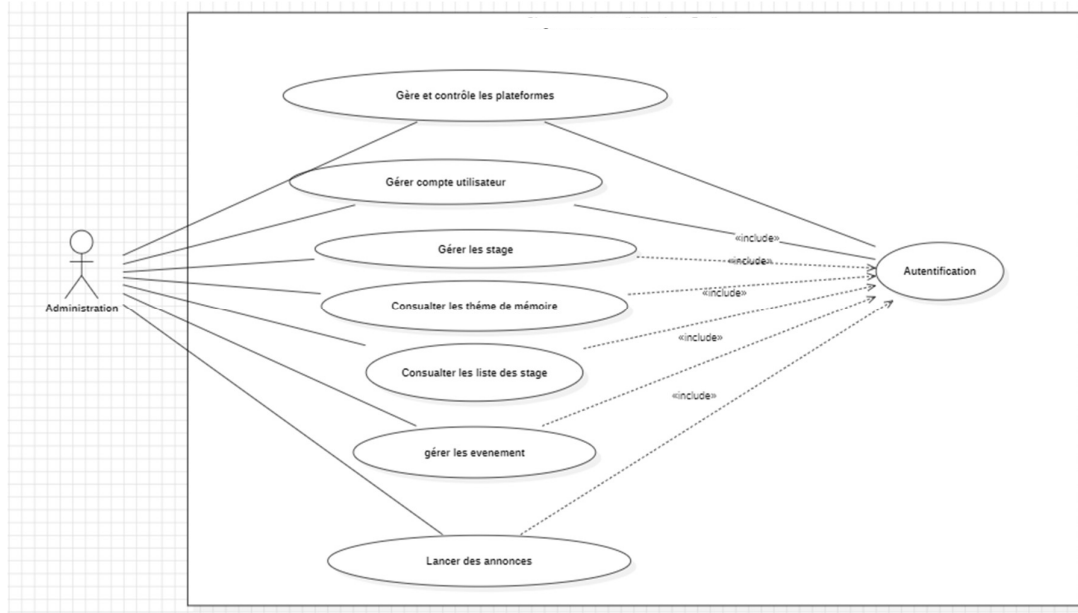 Gère et contrôle les plateformes
Gérer compte utilisateur
«include»
Gérer les stage
«include»
Autentification
Consualter les théme de mémoire
«include»
Administration
«include»
Consualter les liste des stage
«include»
gérer les evenement
Lancer des annonces